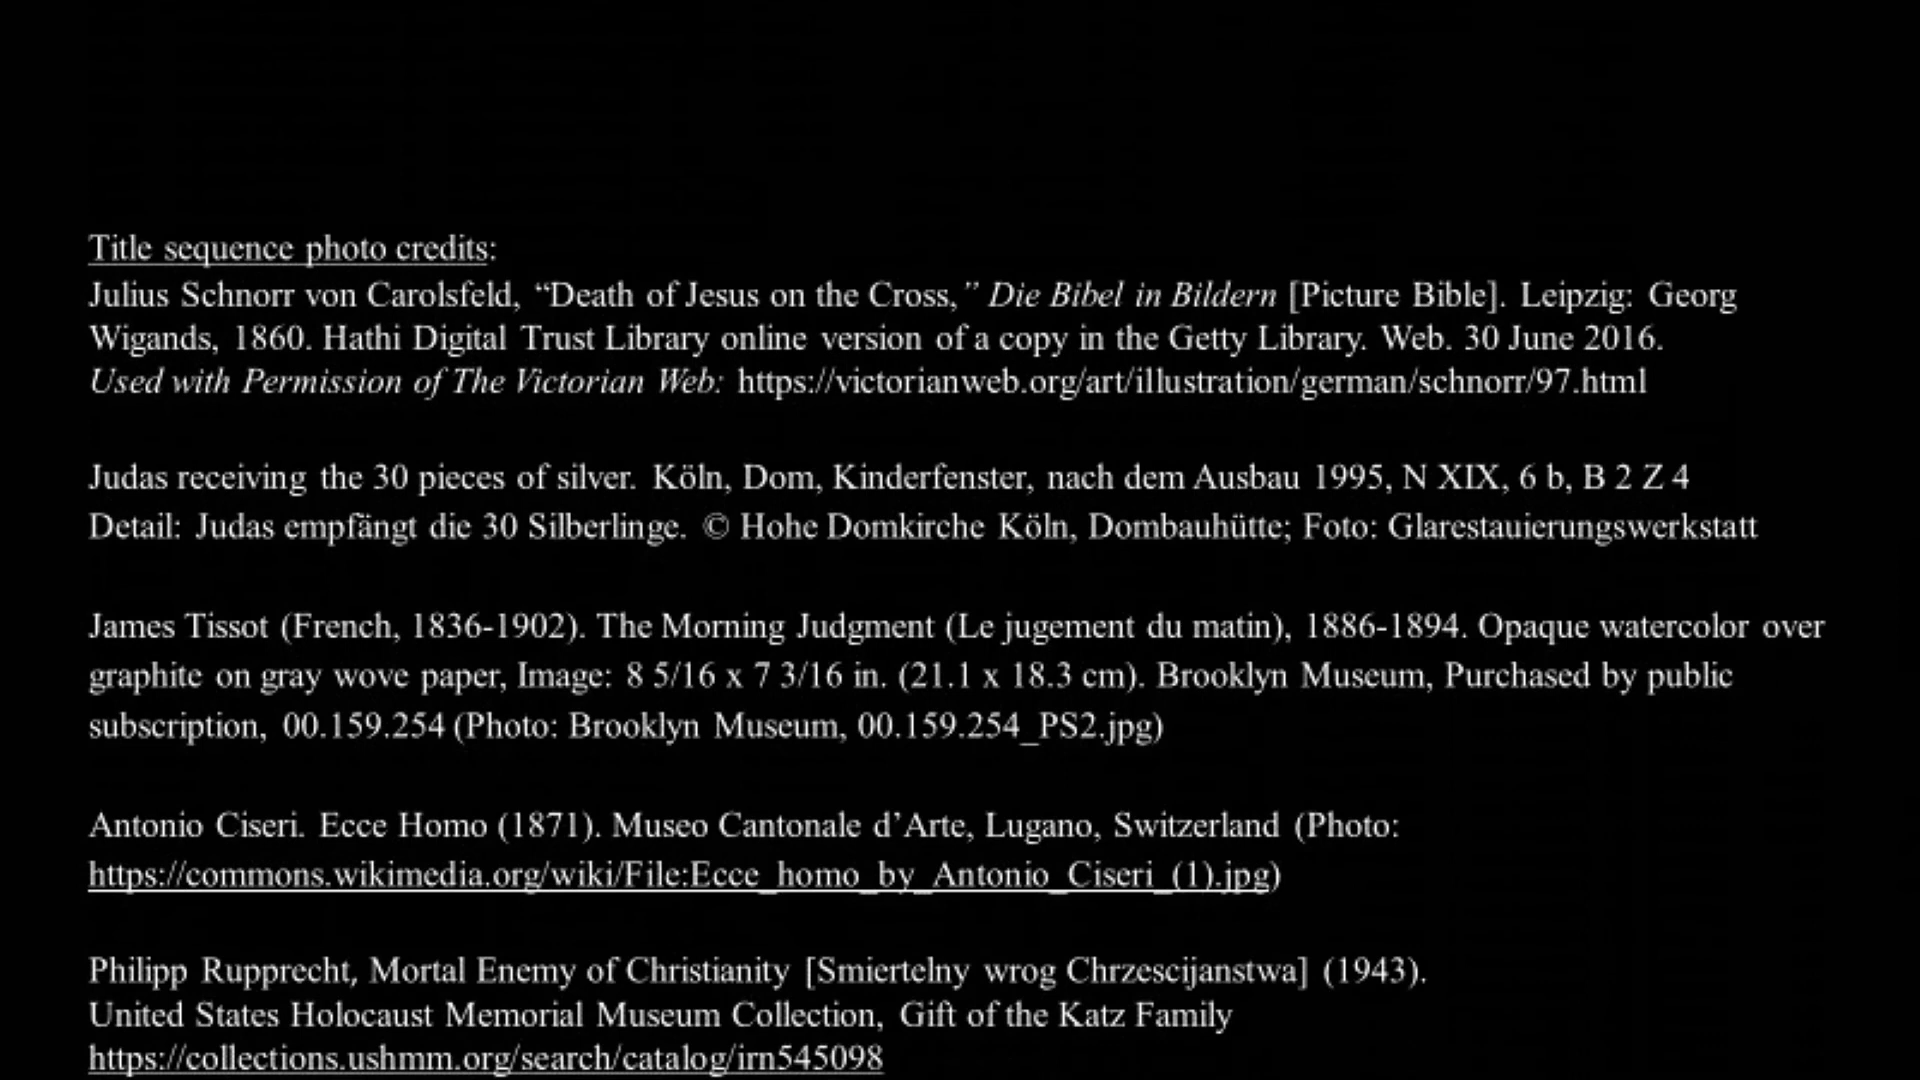 Title sequence photo credits:
Julius Schnorr von Carolsfeld, “Death of Jesus on the Cross,” Die Bibel in Bildern [Picture Bible]. Leipzig: Georg
Wigands, 1860. Hathi Digital Trust Library online version of a copy in the Getty Library. Web. 30 June 2016.
Used with Permission of The Victorian Web: https://victorianweb.org/art/illustration/german/schnorr/97.html
Judas receiving the 30 pieces of silver. Köln, Dom, Kinderfenster, nach dem Ausbau 1995, N XIX, 6 b, B 2 Z 4
Detail: Judas empfängt die 30 Silberlinge. © Hohe Domkirche Köln, Dombauhütte; Foto: Glarestauierungswerkstatt
James Tissot (French, 1836-1902). The Morning Judgment (Le jugement du matin), 1886-1894. Opaque watercolor over
graphite on gray wove paper, Image: 8 5/16 x 7 3/16 in. (21.1 x 18.3 cm). Brooklyn Museum, Purchased by public
subscription, 00.159.254 (Photo: Brooklyn Museum, 00.159.254_PS2.jpg)
Antonio Ciseri. Ecce Homo (1871). Museo Cantonale d’Arte, Lugano, Switzerland (Photo:
https://commons.wikimedia.org/wiki/File:Ecce_homo_by_Antonio_Ciseri_(1).jpg)
Philipp Rupprecht, Mortal Enemy of Christianity [Smiertelny wrog Chrzescijanstwa] (1943).
United States Holocaust Memorial Museum Collection, Gift of the Katz Family
https://collections.ushmm.org/search/catalog/irn545098